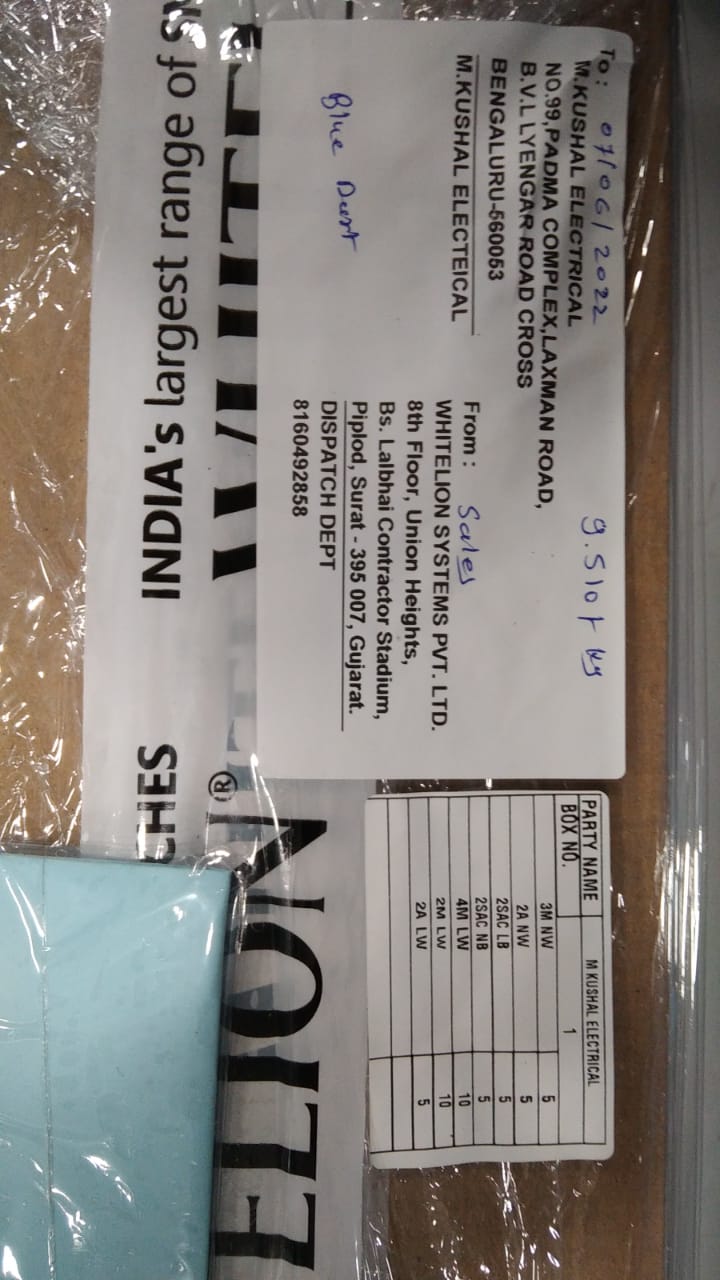 To: 07/06/2022
M.KUSHAL ELECTRICAL
NO.99,PADMA COMPLEX,LAXMAN ROAD,
B.V.L LYENGAR ROAD CROSS
BENGALURU-560053
M.KUSHAL ELECTEICAL
Blue Dart
9.510 kg
From: Sales
WHITELION SYSTEMS PVT. LTD.
8th Floor, Union Heights,
Bs. Lalbhai Contractor Stadium,
Piplod, Surat - 395 007, Gujarat.
DISPATCH DEPT
8160492858
PARTY NAME M KUSHAL ELECTRICAL
BOX NO. 1
3M NW 5
2A NW 5
2SAC LB 5
2SAC NB 5
4M LW 10
2M LW 10
2A LW 5
ELION
®
INDIA's largest range of